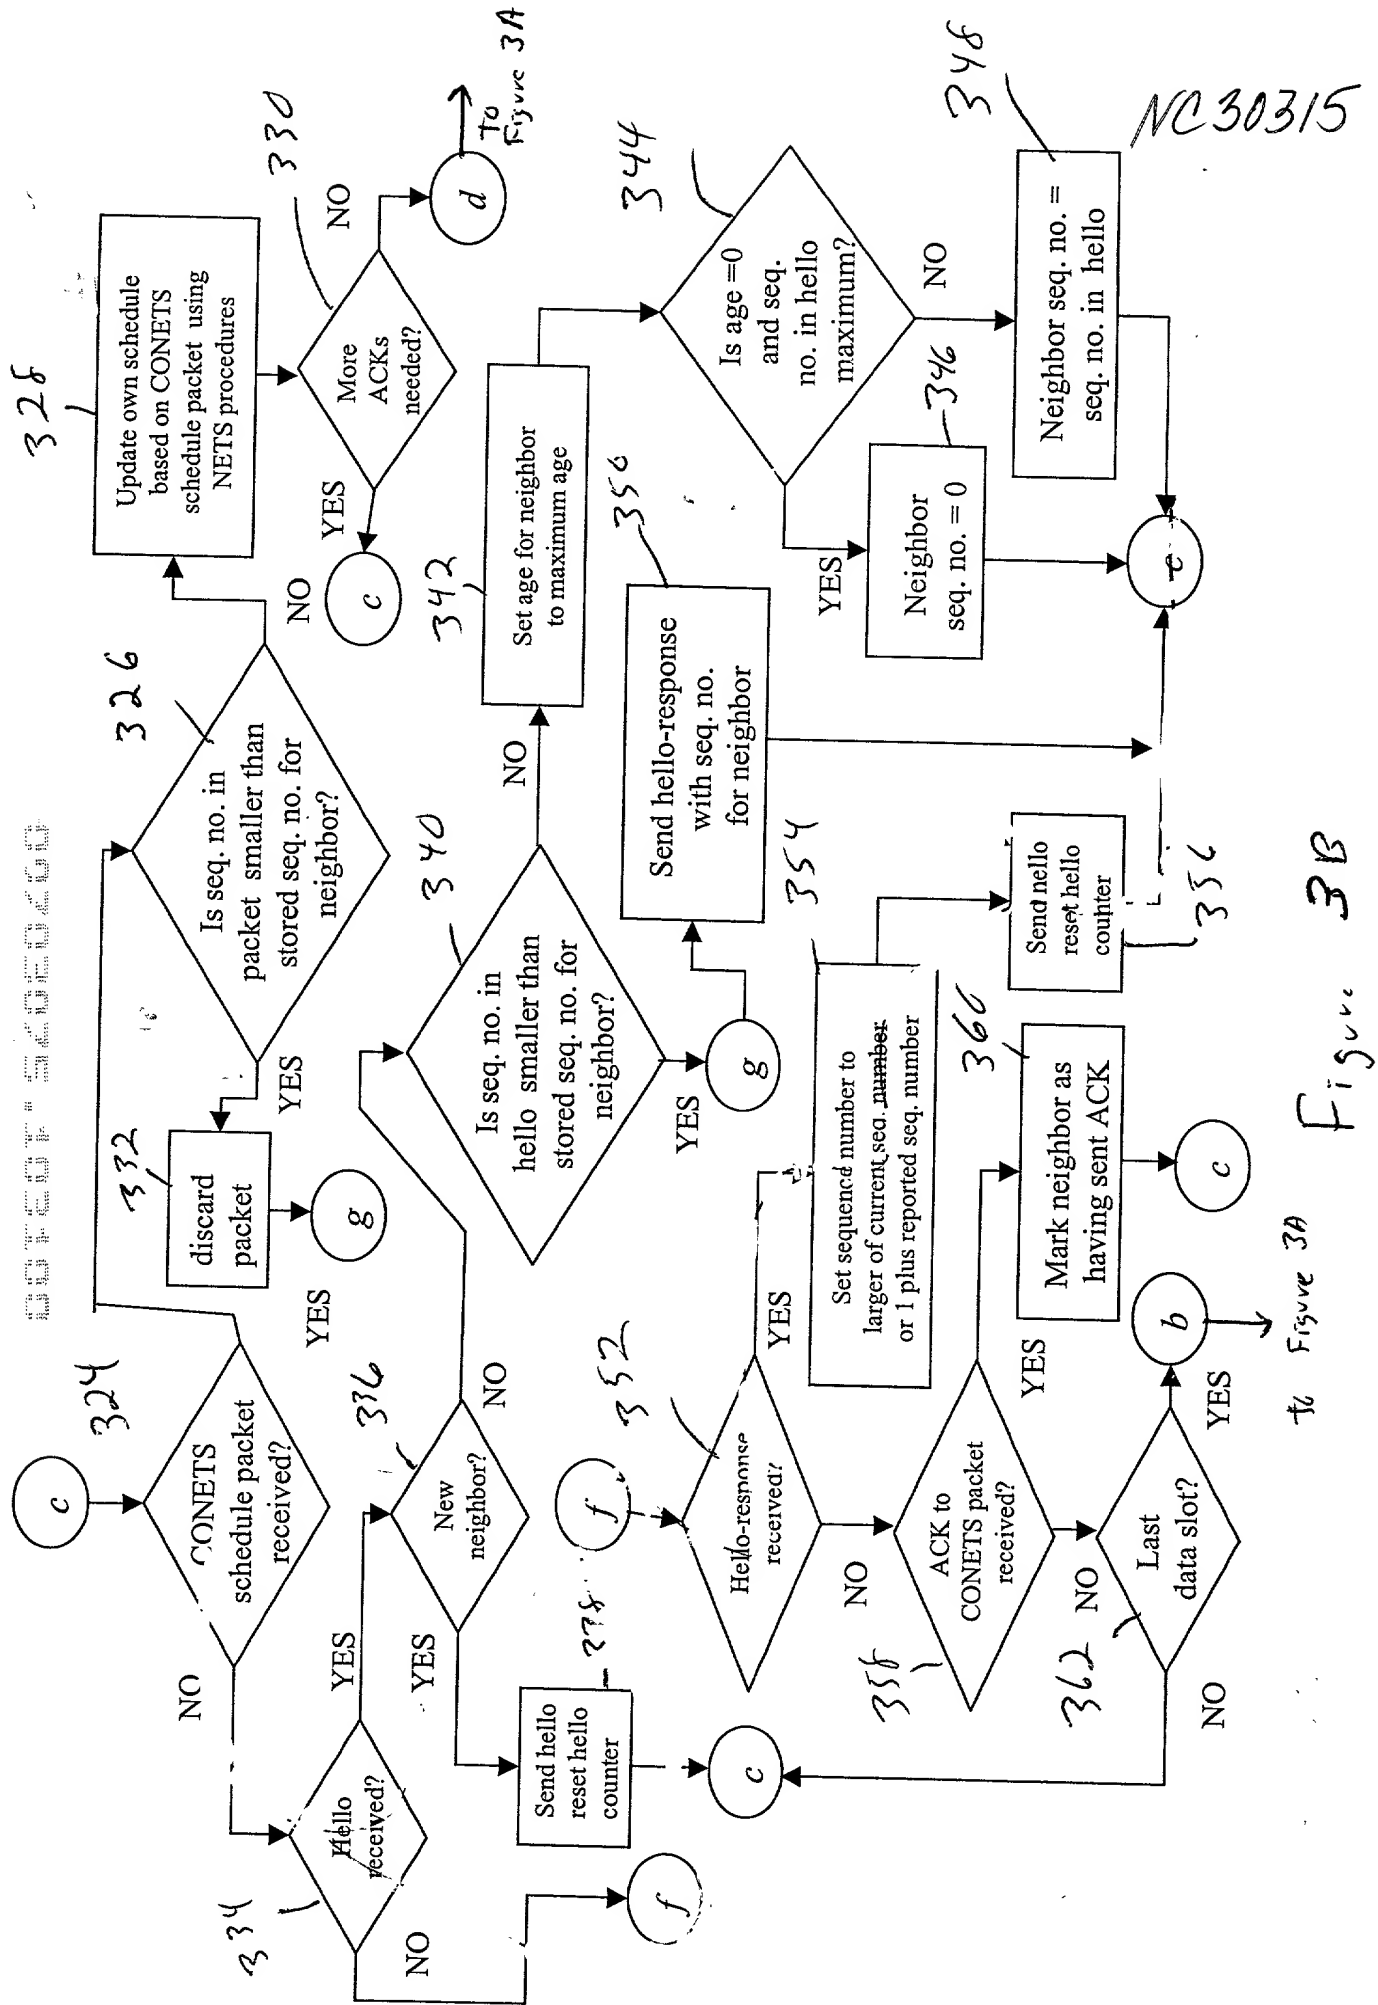 c
324
CONETS
schedule packet
received?
YES
NO
326
Is seq. no. in
packet smaller than
stored seq. no. for
neighbor?
NO
YES
328
Update own schedule
based on CONETS
schedule packet using
NETS procedures
330
More
ACKs
needed?
NO
YES
d
To
Figure 3A
c
332
discard
packet
g
334
Hello
received?
YES
NO
f
336
New
neighbor?
YES
NO
Send hello
reset hello
counter
c
340
Is seq. no. in
hello smaller than
stored seq. no. for
neighbor?
NO
YES
g
342
Set age for neighbor
to maximum age
344
Is age =0
and seq.
no. in hello
maximum?
YES
NO
346
Neighbor
seq. no. = 0
348
Neighbor seq. no. =
seq. no. in hello
c
350
Send hello-response
with seq. no.
for neighbor
f
352
Hello-response
received?
YES
NO
354
Set sequence number to
larger of current seq. number
or 1 plus reported seq. number
356
Send hello
reset hello
counter
358
ACK to
CONETS packet
received?
YES
NO
360
Mark neighbor as
having sent ACK
c
362
Last
data slot?
YES
NO
b
to Figure 3A
Figure 3B
NC 30315